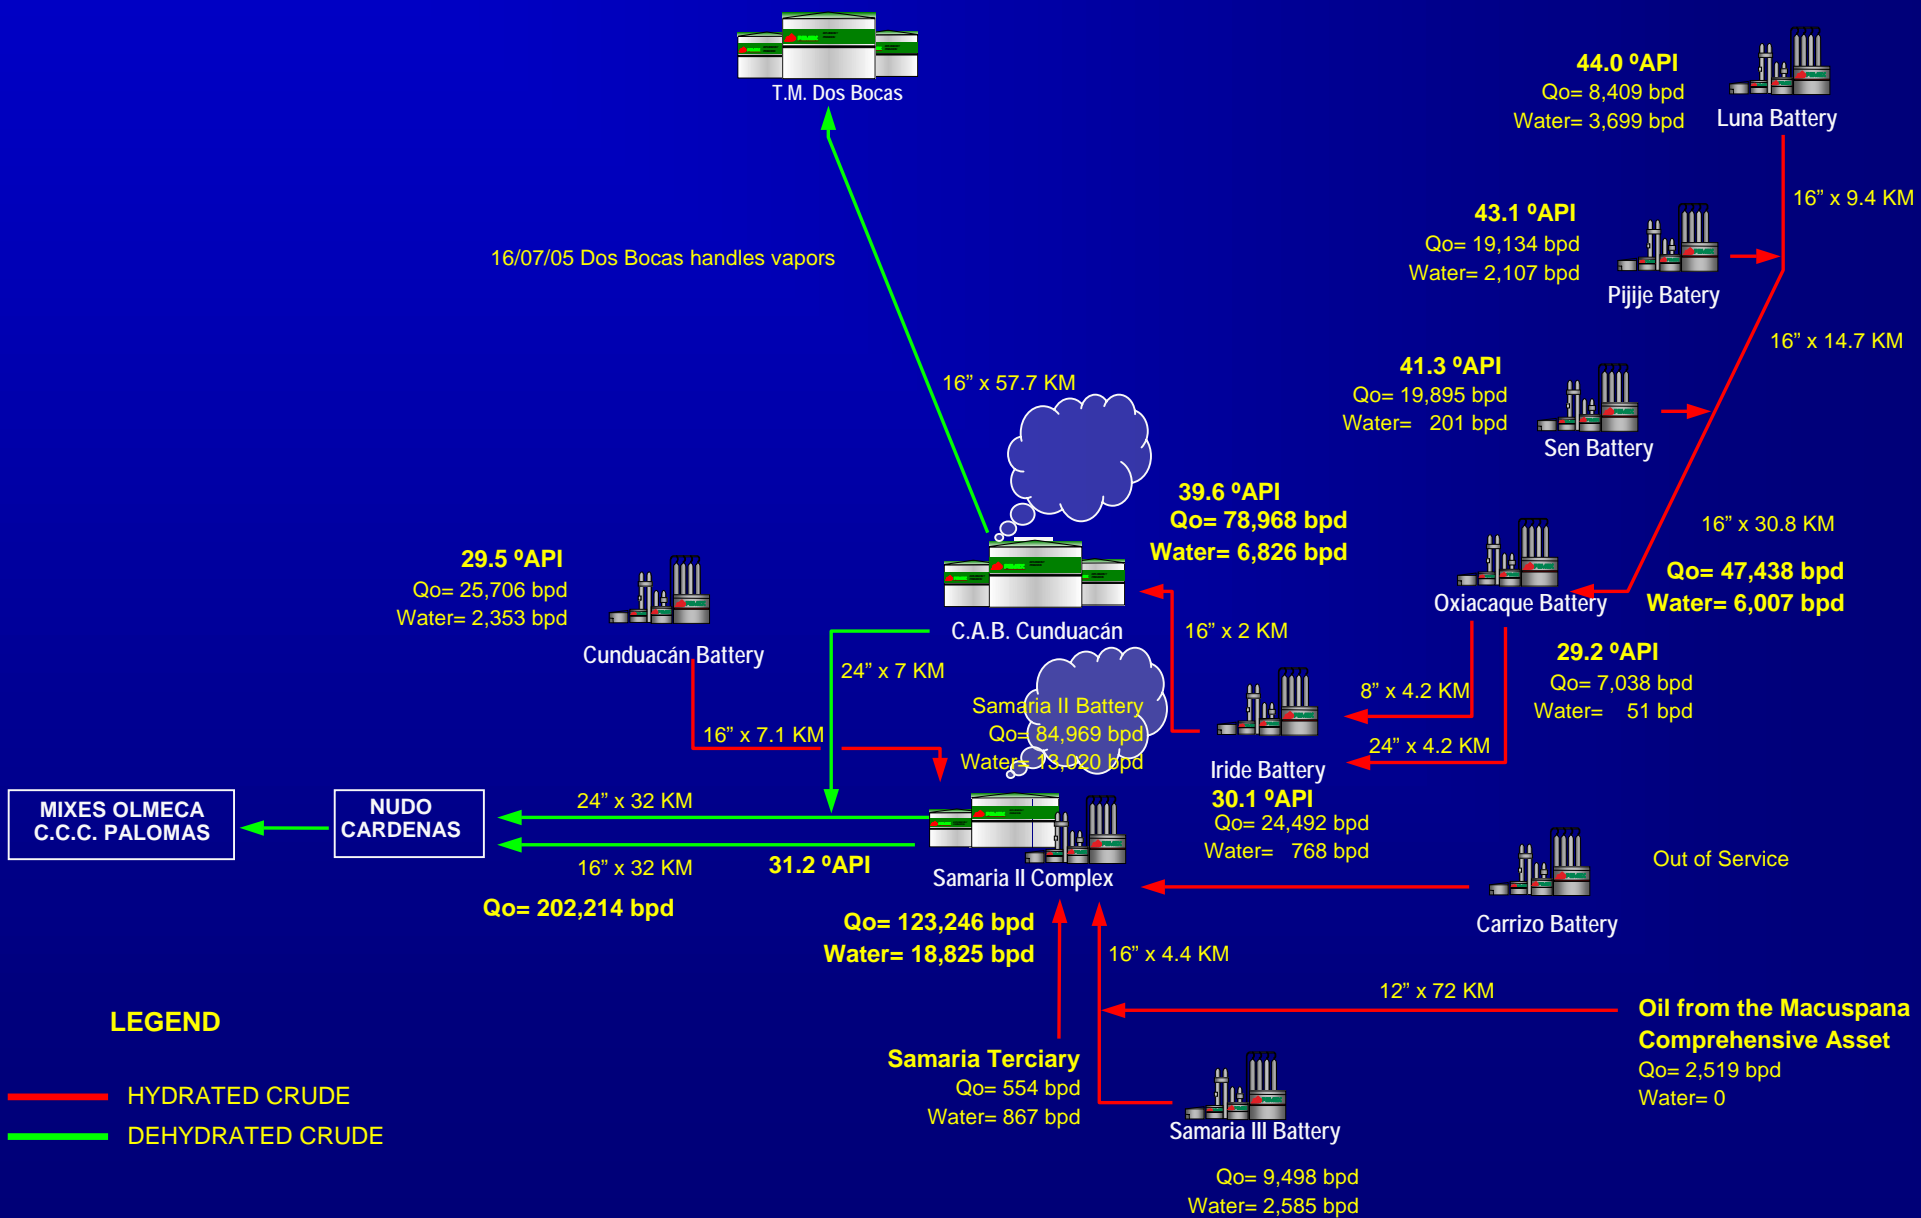 T.M. Dos Bocas
44.0 ºAPI
Qo= 8,409 bpd
Water= 3,699 bpd
Luna Battery
16” x 9.4 KM
43.1 ºAPI
Qo= 19,134 bpd
Water= 2,107 bpd
Pijije Batery
16/07/05 Dos Bocas handles vapors
16” x 14.7 KM
41.3 ºAPI
Qo= 19,895 bpd
Water= 201 bpd
Sen Battery
16” x 57.7 KM
39.6 ºAPI
Qo= 78,968 bpd
Water= 6,826 bpd
C.A.B. Cunduacán
16” x 30.8 KM
Qo= 47,438 bpd
Water= 6,007 bpd
Oxiacaque Battery
29.2 ºAPI
Qo= 7,038 bpd
Water= 51 bpd
29.5 ºAPI
Qo= 25,706 bpd
Water= 2,353 bpd
Cunduacán Battery
16” x 2 KM
24” x 7 KM
8” x 4.2 KM
24” x 4.2 KM
16” x 7.1 KM
Samaria II Battery
Qo= 84,969 bpd
Water= 13,020 bpd
Iride Battery
30.1 ºAPI
Qo= 24,492 bpd
Water= 768 bpd
MIXES OLMECA
C.C.C. PALOMAS
NUDO
CARDENAS
24” x 32 KM
16” x 32 KM
31.2 ºAPI
Qo= 202,214 bpd
Samaria II Complex
Qo= 123,246 bpd
Water= 18,825 bpd
Out of Service
Carrizo Battery
16” x 4.4 KM
12” x 72 KM
Oil from the Macuspana
Comprehensive Asset
Qo= 2,519 bpd
Water= 0
Samaria Terciary
Qo= 554 bpd
Water= 867 bpd
Samaria III Battery
Qo= 9,498 bpd
Water= 2,585 bpd
LEGEND
HYDRATED CRUDE
DEHYDRATED CRUDE